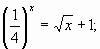 (1/4)^x = √x + 1;